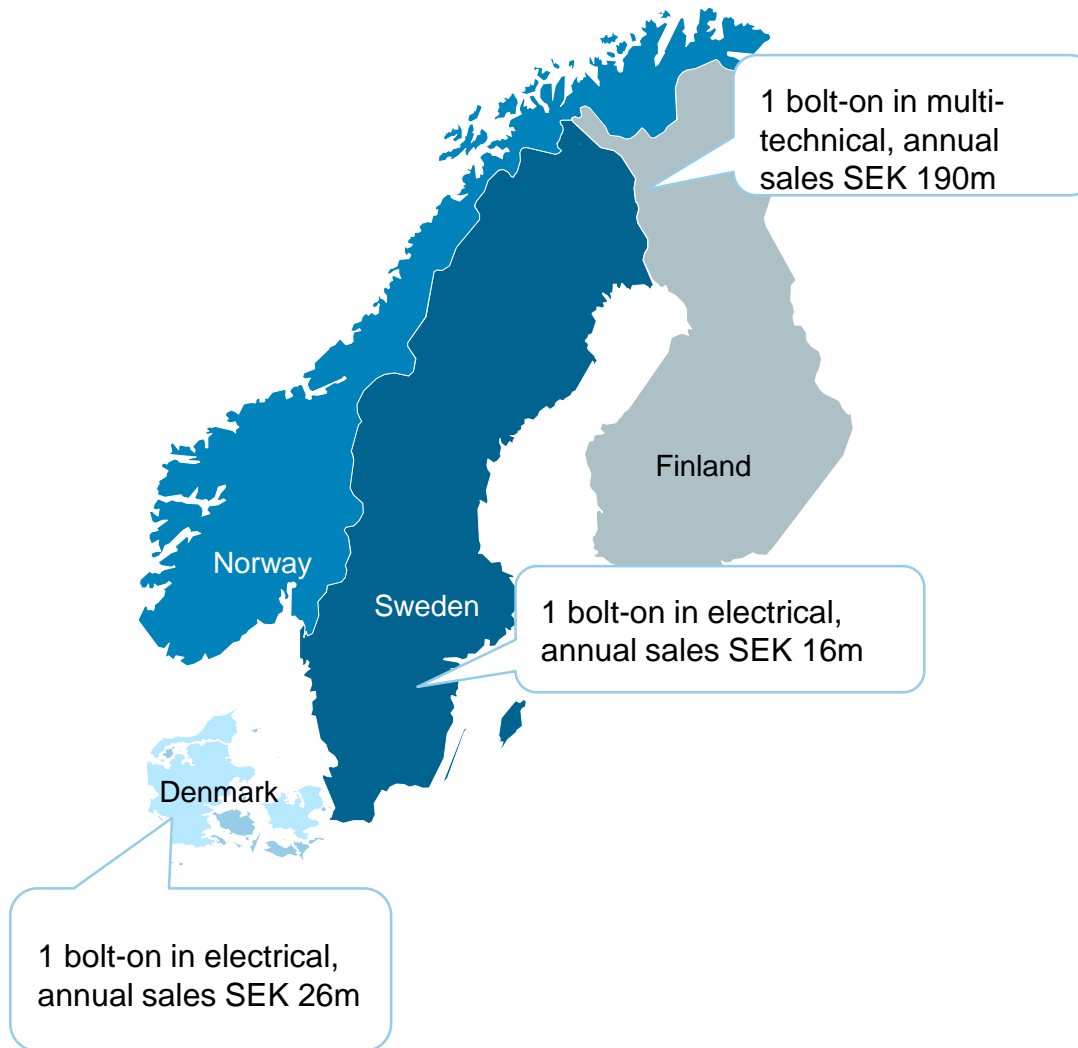 1 bolt-on in multi-
technical, annual
sales SEK 190m
Finland
Norway
Sweden
1 bolt-on in electrical,
annual sales SEK 16m
Denmark
1 bolt-on in electrical,
annual sales SEK 26m